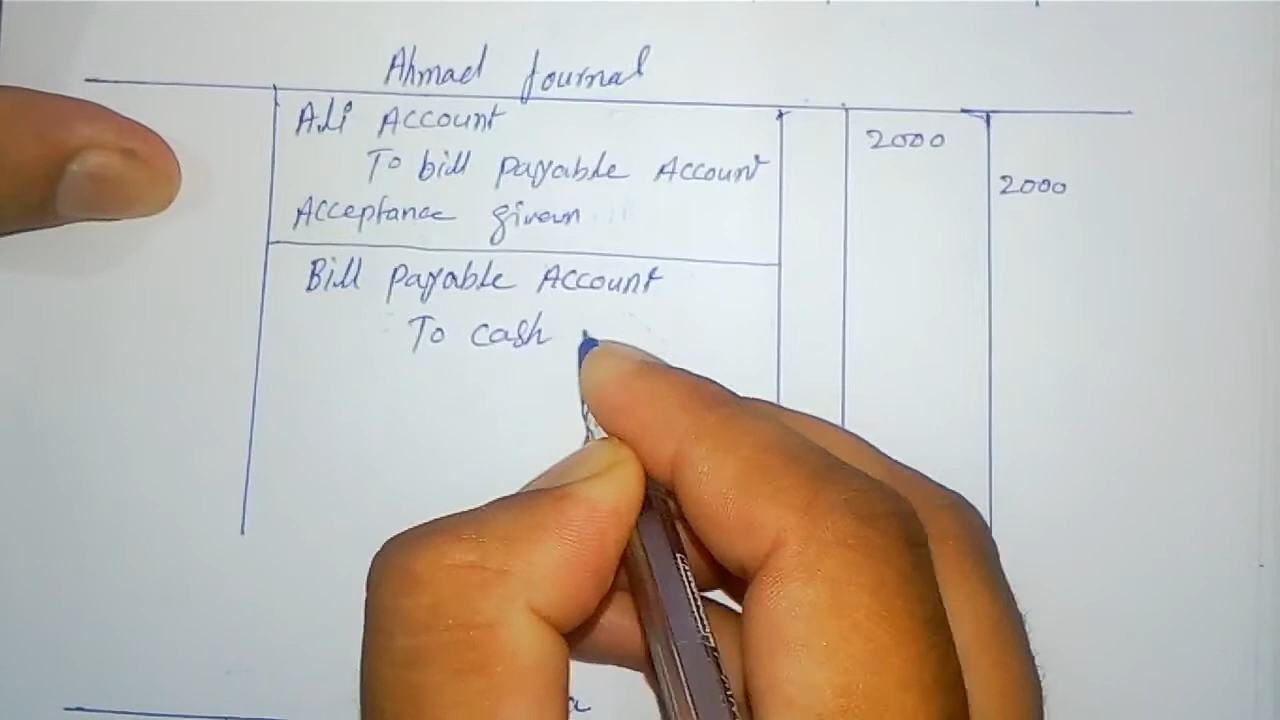 Ahmad Journal
Ali Account
2000
To bill payable Account
2000
Acceptance given
Bill payable Account
To cash